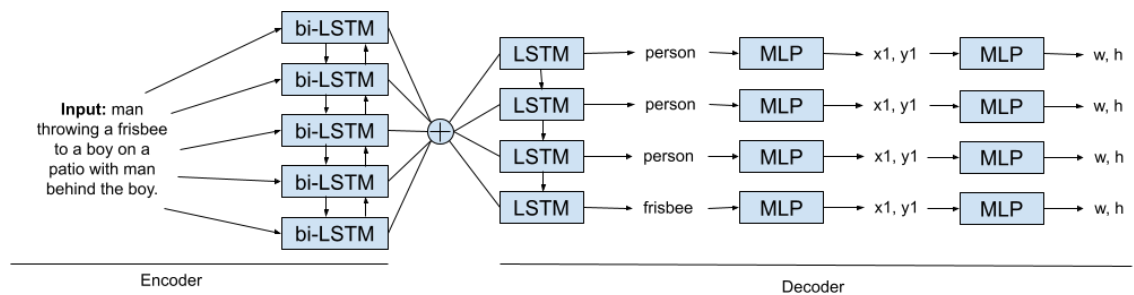 Input: man
throwing a frisbee
to a boy on a
patio with man
behind the boy.
bi-LSTM
bi-LSTM
bi-LSTM
bi-LSTM
bi-LSTM
+
LSTM person MLP x1, y1 MLP w, h
LSTM person MLP x1, y1 MLP w, h
LSTM person MLP x1, y1 MLP w, h
LSTM frisbee MLP x1, y1 MLP w, h
Encoder
Decoder